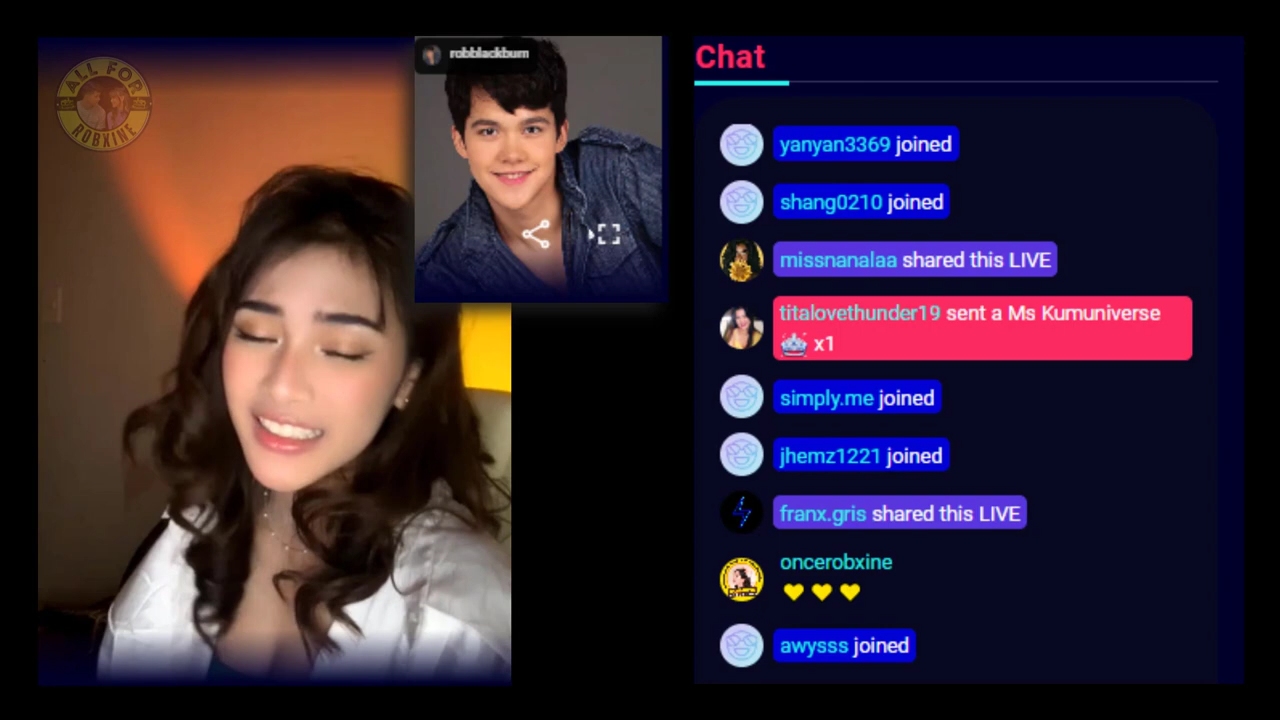 ALL FOR
ROBXINE
robblackburn
Chat
yanyan3369 joined
shang0210 joined
missnanalaa shared this LIVE
titalovethunder19 sent a Ms Kumuniverse
x1
simply.me joined
jhemz1221 joined
franx.gris shared this LIVE
oncerobxine
awysss joined